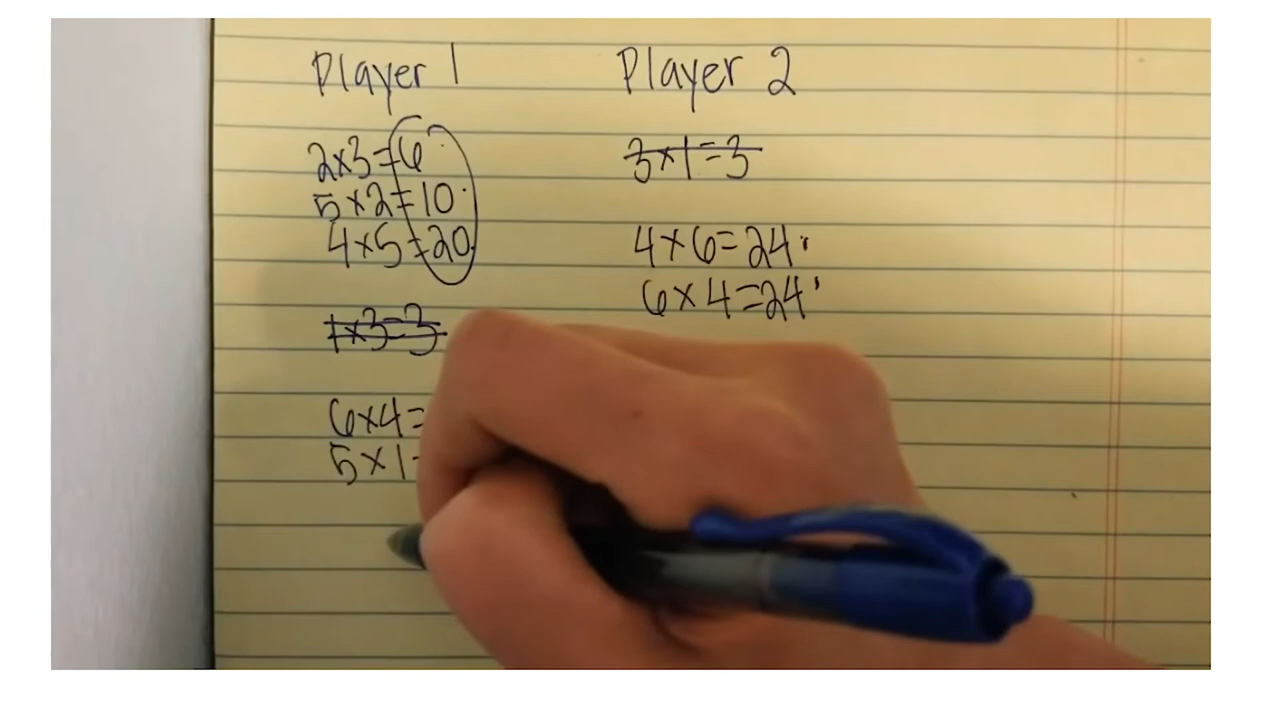 Player 1
2x3=6
5x2=10
4x5=20
1x3=3
6x4=
5x1-
Player 2
3x1=3
4x6=24
6x4=24